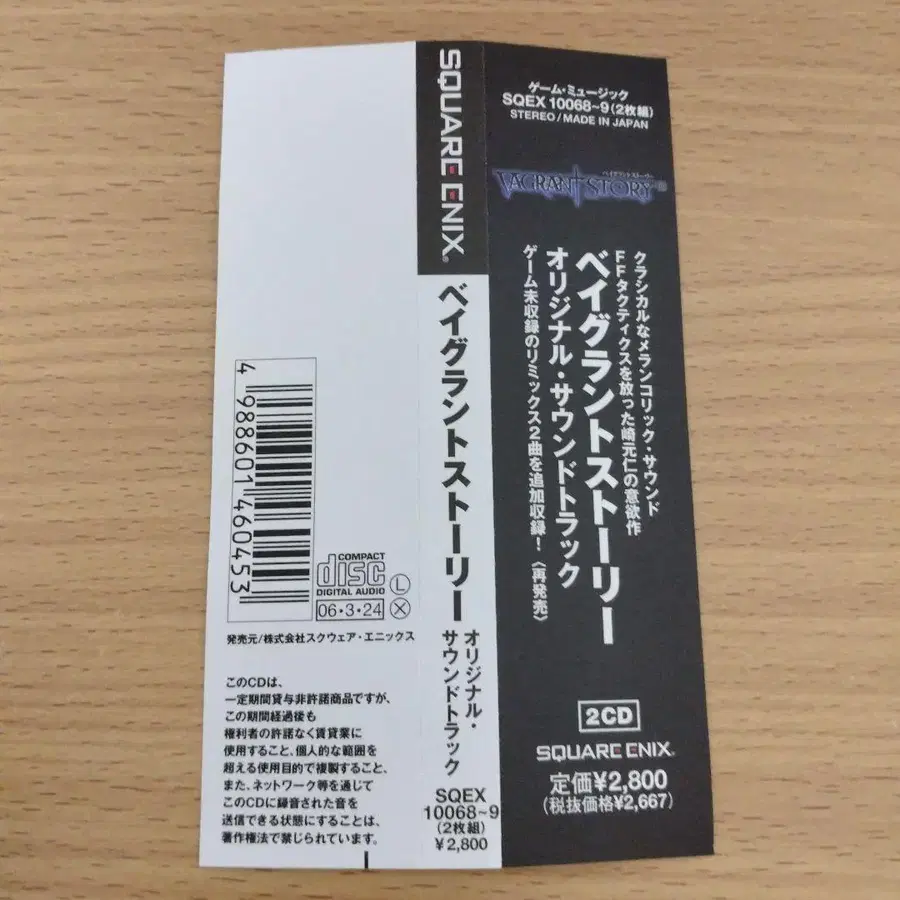 ゲーム・ミュージック
SQEX 10068~9(2枚組)
STEREO/MADE IN JAPAN
ベイグラントストーリー
VAGRANT STORY
クラシカルなメランコリック・サウンド
FFタクティクスを放った崎元仁の意欲作
ベイグラントストーリー
オリジナル・サウンドトラック
ゲーム未収録のリミックス2曲を追加収録!〈再発売〉
2CD
SQUARE ENIX®
定価¥2,800
(税抜価格¥2,667)
SQUARE ENIX®
ベイグラントストーリー
オリジナル・
サウンドトラック
SQEX
10068~9
(2枚組)
¥2,800
4 988601 460453
COMPACT
disc
DIGITAL AUDIO
06・3・24
L
X
発売元/株式会社スクウェア・エニックス
このCDは、
一定期間貸与非許諾商品ですが、
この期間経過後も
権利者の許諾なく賃貸業に
使用すること、個人的な範囲を
超える使用目的で複製すること、
また、ネットワーク等を通じて
このCDに録音された音を
送信できる状態にすることは、
著作権法で禁じられています。